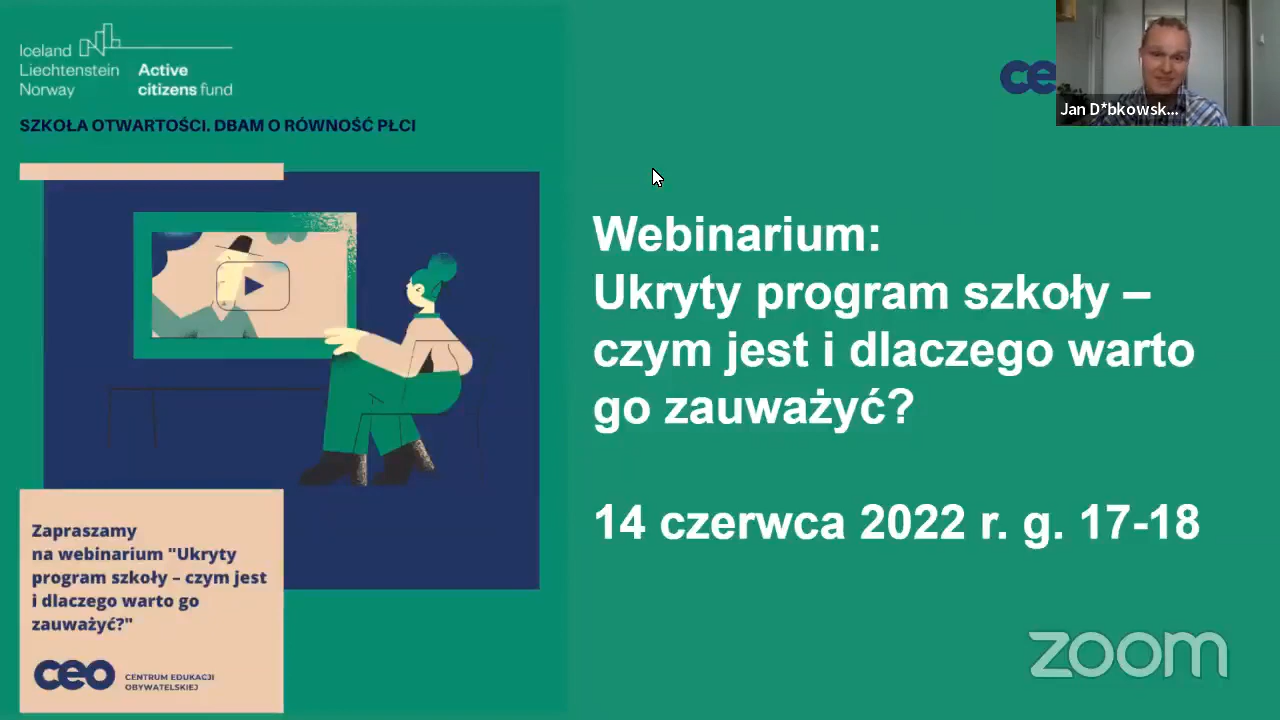 Iceland
Liechtenstein
Norway
Active
citizens fund
SZKOŁA OTWARTOŚCI. DBAM O RÓWNOŚĆ PŁCI
ce
Jan D*bkowsk...
Webinarium:
Ukryty program szkoły –
czym jest i dlaczego warto
go zauważyć?
14 czerwca 2022 r. g. 17-18
Zapraszamy
na webinarium "Ukryty
program szkoły – czym jest
i dlaczego warto go
zauważyć?"
ceo
CENTRUM EDUKACJI
OBYWATELSKIEJ
zoom